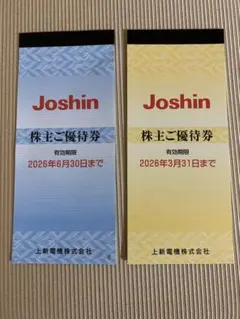 Joshin
株主ご優待券
有効期限
2026年6月30日まで
上新電機株式会社
Joshin
株主ご優待券
有効期限
2026年3月31日まで
上新電機株式会社